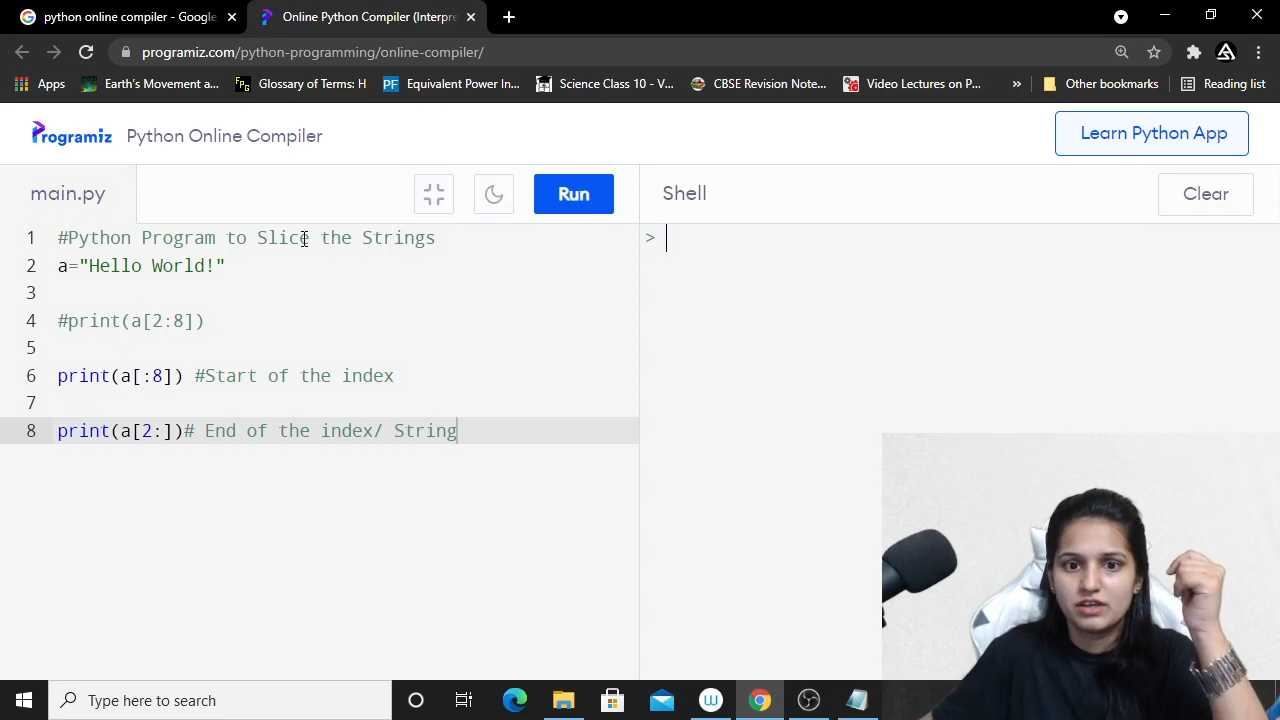 python online compiler - Google
Online Python Compiler (Interpre
programiz.com/python-programming/online-compiler/
Apps
Earth's Movement a...
FPg
Glossary of Terms: H
PF
Equivalent Power In...
Science Class 10 - V...
CBSE Revision Note...
Video Lectures on P...
»
Other bookmarks
Reading list
Programiz
Python Online Compiler
Learn Python App
main.py
Run
Shell
Clear
1 #Python Program to Slice the Strings
2 a="Hello World!"
3
4 #print(a[2:8])
5
6 print(a[:8]) #Start of the index
7
8 print(a[2:])# End of the index/ String
>
Type here to search